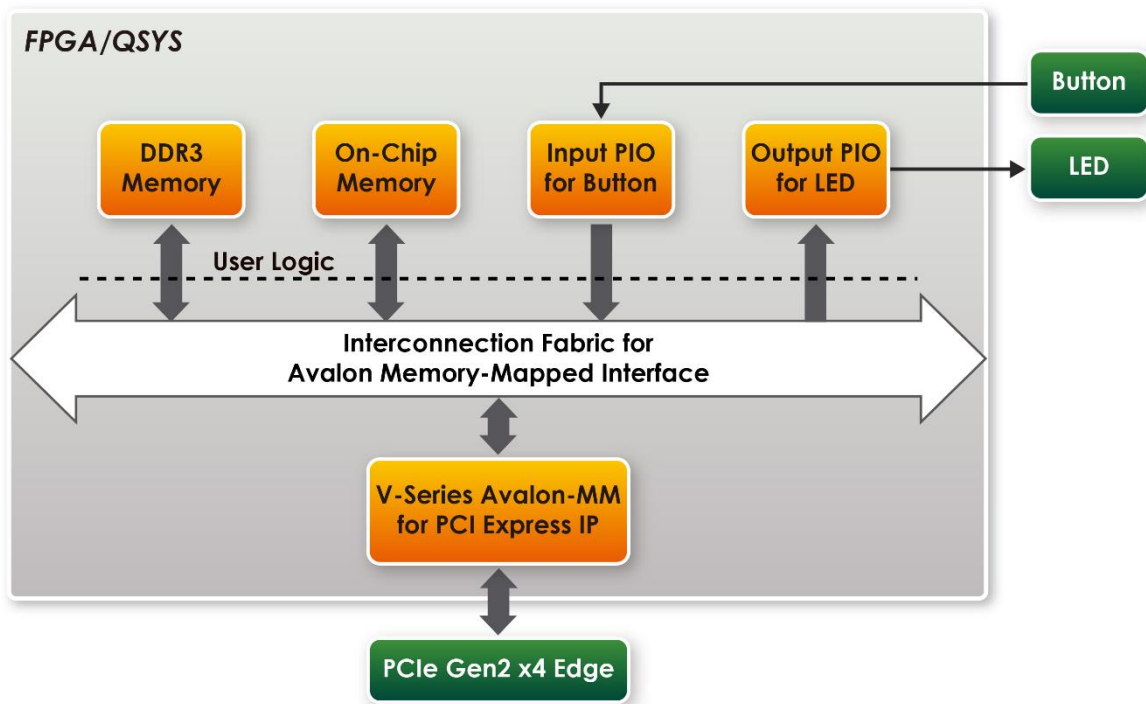 FPGA/QSYS
Button
LED
DDR3
Memory
On-Chip
Memory
Input PIO
for Button
Output PIO
for LED
User Logic
Interconnection Fabric for
Avalon Memory-Mapped Interface
V-Series Avalon-MM
for PCI Express IP
PCIe Gen2 x4 Edge